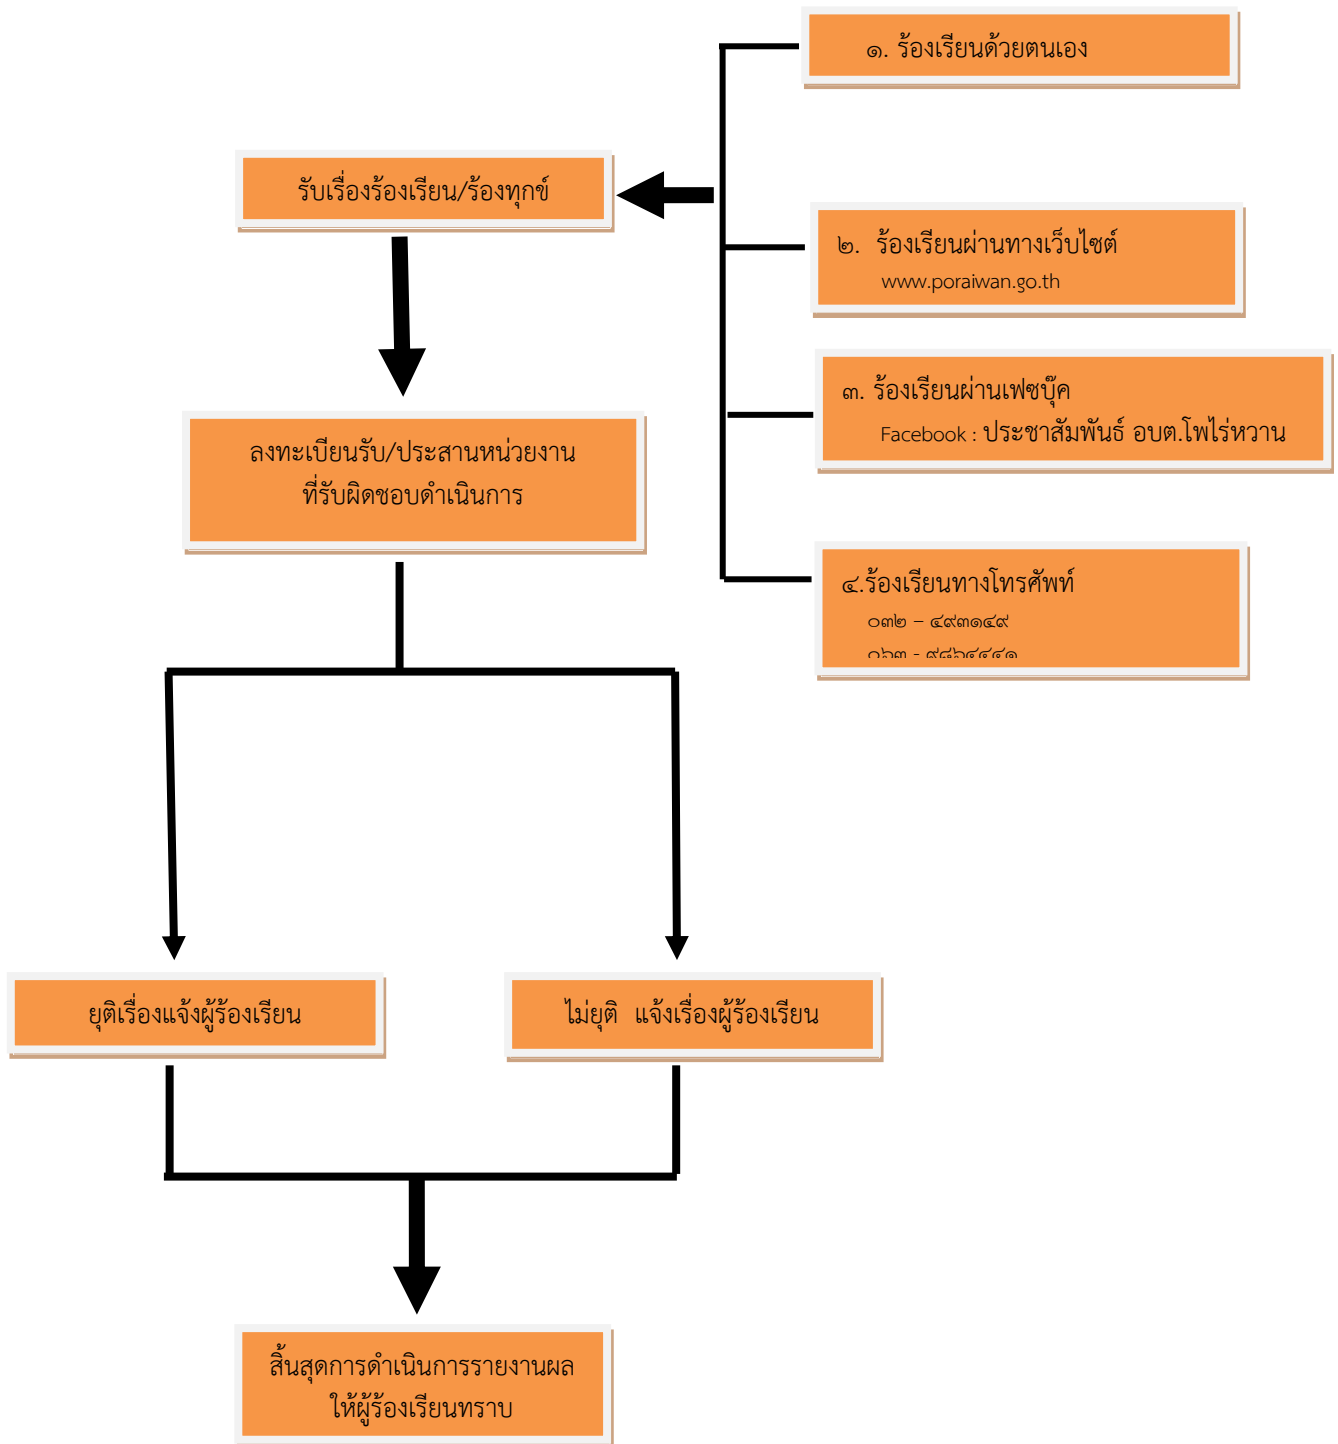 ๑. ร้องเรียนด้วยตนเอง
รับเรื่องร้องเรียน/ร้องทุกข์
๒. ร้องเรียนผ่านทางเว็บไซต์
www.poraiwan.go.th
๓. ร้องเรียนผ่านเฟซบุ๊ค
Facebook : ประชาสัมพันธ์ อบต.โพไร่หวาน
ลงทะเบียนรับ/ประสานหน่วยงาน
ที่รับผิดชอบดำเนินการ
๔.ร้องเรียนทางโทรศัพท์
๐๓๒ – ๔๙๓๑๔๙
๐๖๓ -
ยุติเรื่องแจ้งผู้ร้องเรียน
ไม่ยุติ แจ้งเรื่องผู้ร้องเรียน
สิ้นสุดการดำเนินการรายงานผล
ให้ผู้ร้องเรียนทราบ